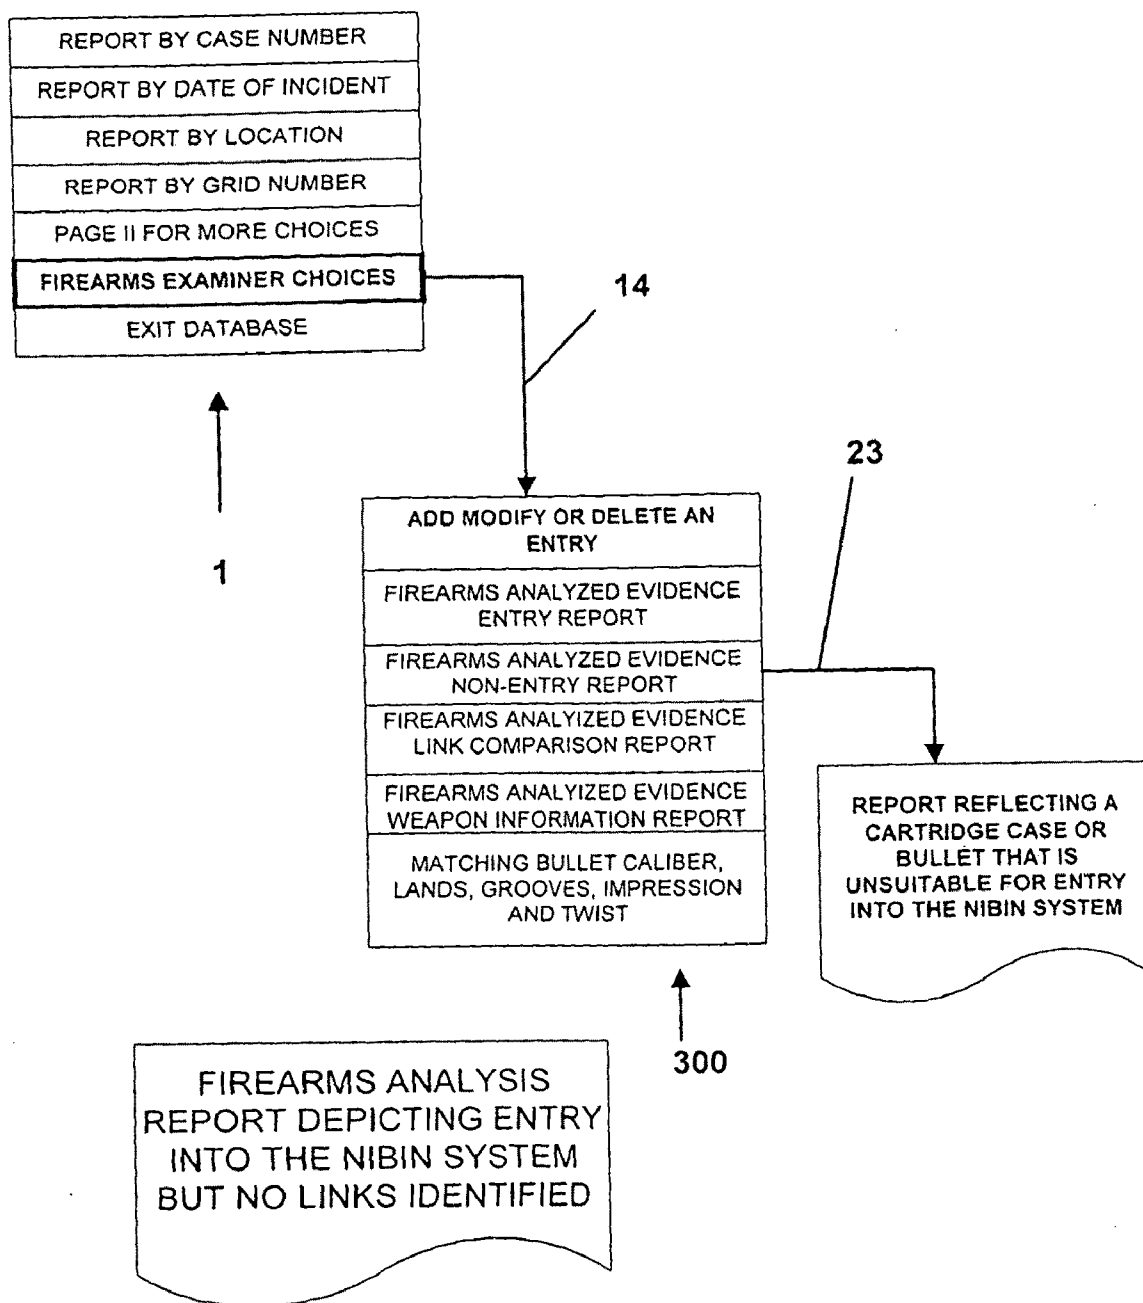 REPORT BY CASE NUMBER
REPORT BY DATE OF INCIDENT
REPORT BY LOCATION
REPORT BY GRID NUMBER
PAGE II FOR MORE CHOICES
FIREARMS EXAMINER CHOICES
EXIT DATABASE
14
1
23
ADD MODIFY OR DELETE AN
ENTRY
FIREARMS ANALYZED EVIDENCE
ENTRY REPORT
FIREARMS ANALYZED EVIDENCE
NON-ENTRY REPORT
FIREARMS ANALYIZED EVIDENCE
LINK COMPARISON REPORT
FIREARMS ANALYIZED EVIDENCE
WEAPON INFORMATION REPORT
MATCHING BULLET CALIBER,
LANDS, GROOVES, IMPRESSION
AND TWIST
REPORT REFLECTING A
CARTRIDGE CASE OR
BULLET THAT IS
UNSUITABLE FOR ENTRY
INTO THE NIBIN SYSTEM
300
FIREARMS ANALYSIS
REPORT DEPICTING ENTRY
INTO THE NIBIN SYSTEM
BUT NO LINKS IDENTIFIED